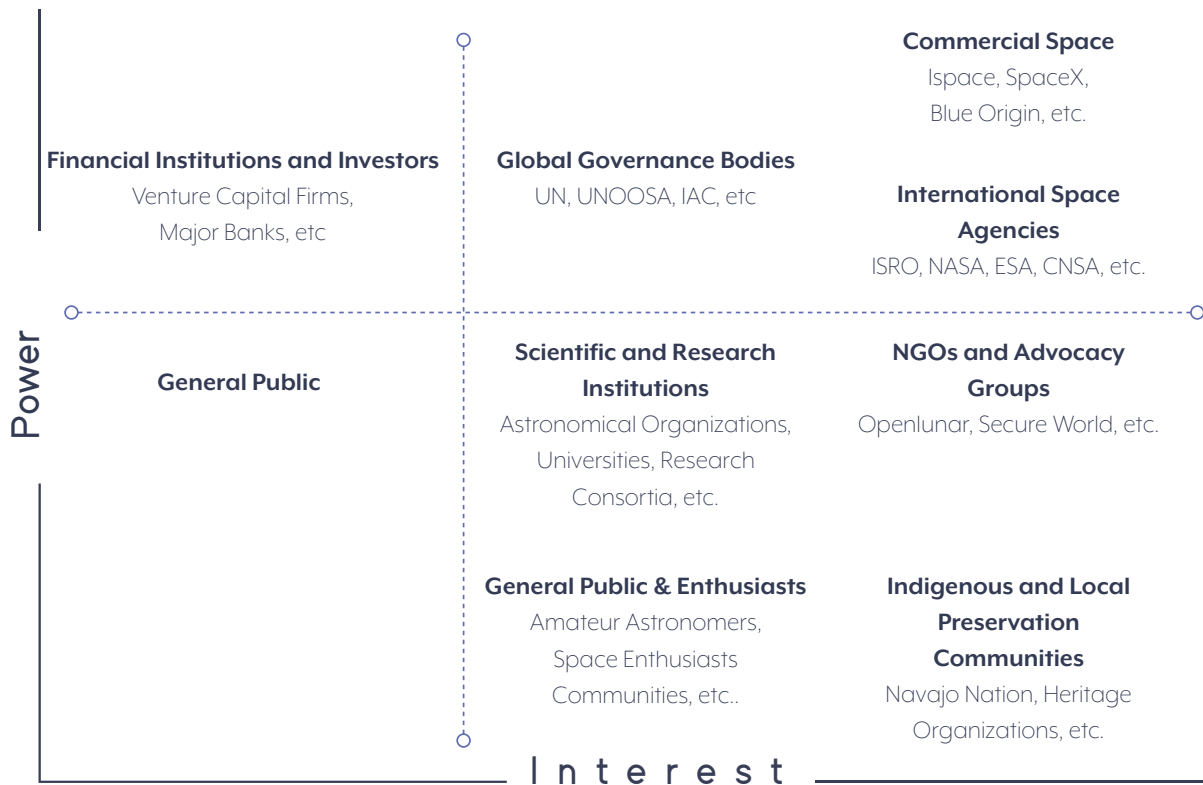 Commercial Space
Ispace, SpaceX,
Blue Origin, etc.
Financial Institutions and Investors
Venture Capital Firms,
Major Banks, etc
Global Governance Bodies
UN, UNOOSA, IAC, etc
International Space
Agencies
ISRO, NASA, ESA, CNSA, etc.
Power
General Public
Scientific and Research
Institutions
Astronomical Organizations,
Universities, Research
Consortia, etc.
NGOs and Advocacy
Groups
Openlunar, Secure World, etc.
General Public & Enthusiasts
Amateur Astronomers,
Space Enthusiasts
Communities, etc..
Indigenous and Local
Preservation
Communities
Navajo Nation, Heritage
Organizations, etc.
Interest